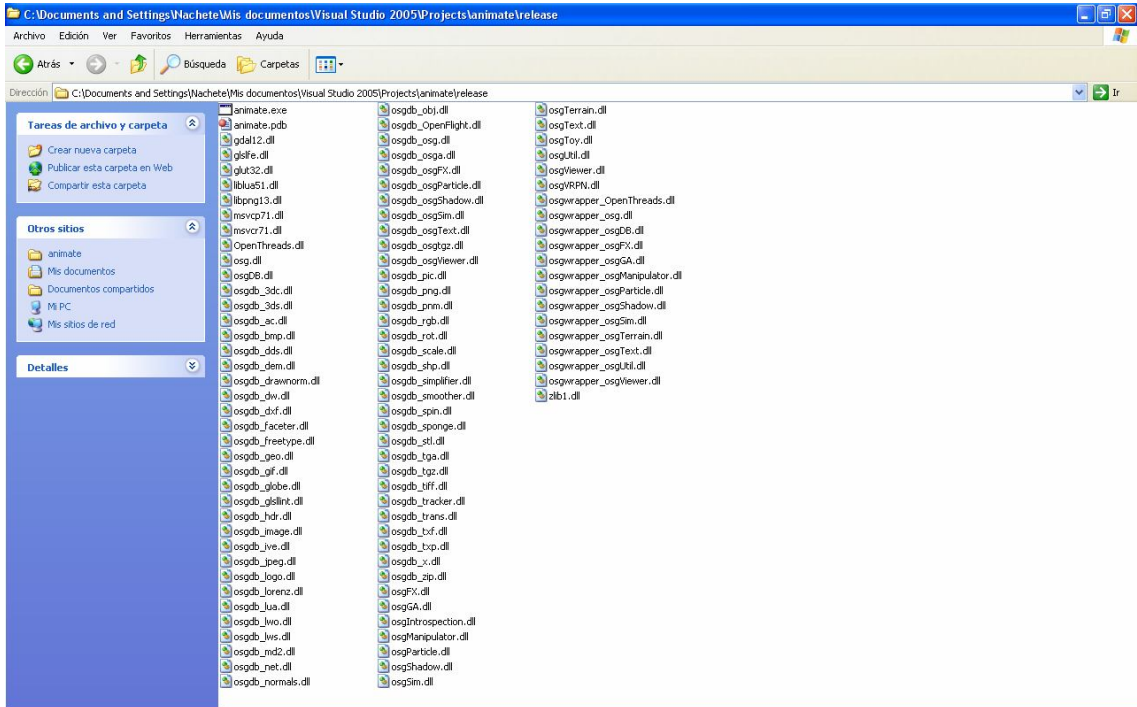 C:\Documents and Settings\Nachete\Mis documentos\Visual Studio 2005\Projects\animate\release
Archivo Edición Ver Favoritos Herramientas Ayuda
Atrás Búsqueda Carpetas
Dirección C:\Documents and Settings\Nachete\Mis documentos\Visual Studio 2005\Projects\animate\release Ir
Tareas de archivo y carpeta
Crear nueva carpeta
Publicar esta carpeta en Web
Compartir esta carpeta
Otros sitios
animate
Mis documentos
Documentos compartidos
Mi PC
Mis sitios de red
Detalles
animate.exe
animate.pdb
gdal12.dll
glslfe.dll
glut32.dll
liblua51.dll
libpng13.dll
msvcp71.dll
msvcr71.dll
OpenThreads.dll
osg.dll
osgDB.dll
osgdb_3dc.dll
osgdb_3ds.dll
osgdb_ac.dll
osgdb_bmp.dll
osgdb_dds.dll
osgdb_dem.dll
osgdb_drawnorm.dll
osgdb_dw.dll
osgdb_dxf.dll
osgdb_faceter.dll
osgdb_freetype.dll
osgdb_geo.dll
osgdb_gif.dll
osgdb_globe.dll
osgdb_glsllint.dll
osgdb_hdr.dll
osgdb_image.dll
osgdb_ive.dll
osgdb_jpeg.dll
osgdb_logo.dll
osgdb_lorenz.dll
osgdb_lua.dll
osgdb_lwo.dll
osgdb_lws.dll
osgdb_md2.dll
osgdb_net.dll
osgdb_normals.dll
osgdb_obj.dll
osgdb_OpenFlight.dll
osgdb_osg.dll
osgdb_osga.dll
osgdb_osgFX.dll
osgdb_osgParticle.dll
osgdb_osgShadow.dll
osgdb_osgSim.dll
osgdb_osgText.dll
osgdb_osgtgz.dll
osgdb_osgViewer.dll
osgdb_pic.dll
osgdb_png.dll
osgdb_pnm.dll
osgdb_rgb.dll
osgdb_rot.dll
osgdb_scale.dll
osgdb_shp.dll
osgdb_simplifier.dll
osgdb_smoother.dll
osgdb_spin.dll
osgdb_sponge.dll
osgdb_stl.dll
osgdb_tga.dll
osgdb_tgz.dll
osgdb_tiff.dll
osgdb_tracker.dll
osgdb_trans.dll
osgdb_txf.dll
osgdb_txp.dll
osgdb_x.dll
osgdb_zip.dll
osgFX.dll
osgGA.dll
osgIntrospection.dll
osgManipulator.dll
osgParticle.dll
osgShadow.dll
osgSim.dll
osgTerrain.dll
osgText.dll
osgToy.dll
osgUtil.dll
osgViewer.dll
osgVRPN.dll
osgwrapper_OpenThreads.dll
osgwrapper_osg.dll
osgwrapper_osgDB.dll
osgwrapper_osgFX.dll
osgwrapper_osgGA.dll
osgwrapper_osgManipulator.dll
osgwrapper_osgParticle.dll
osgwrapper_osgShadow.dll
osgwrapper_osgSim.dll
osgwrapper_osgTerrain.dll
osgwrapper_osgText.dll
osgwrapper_osgUtil.dll
osgwrapper_osgViewer.dll
zlib1.dll